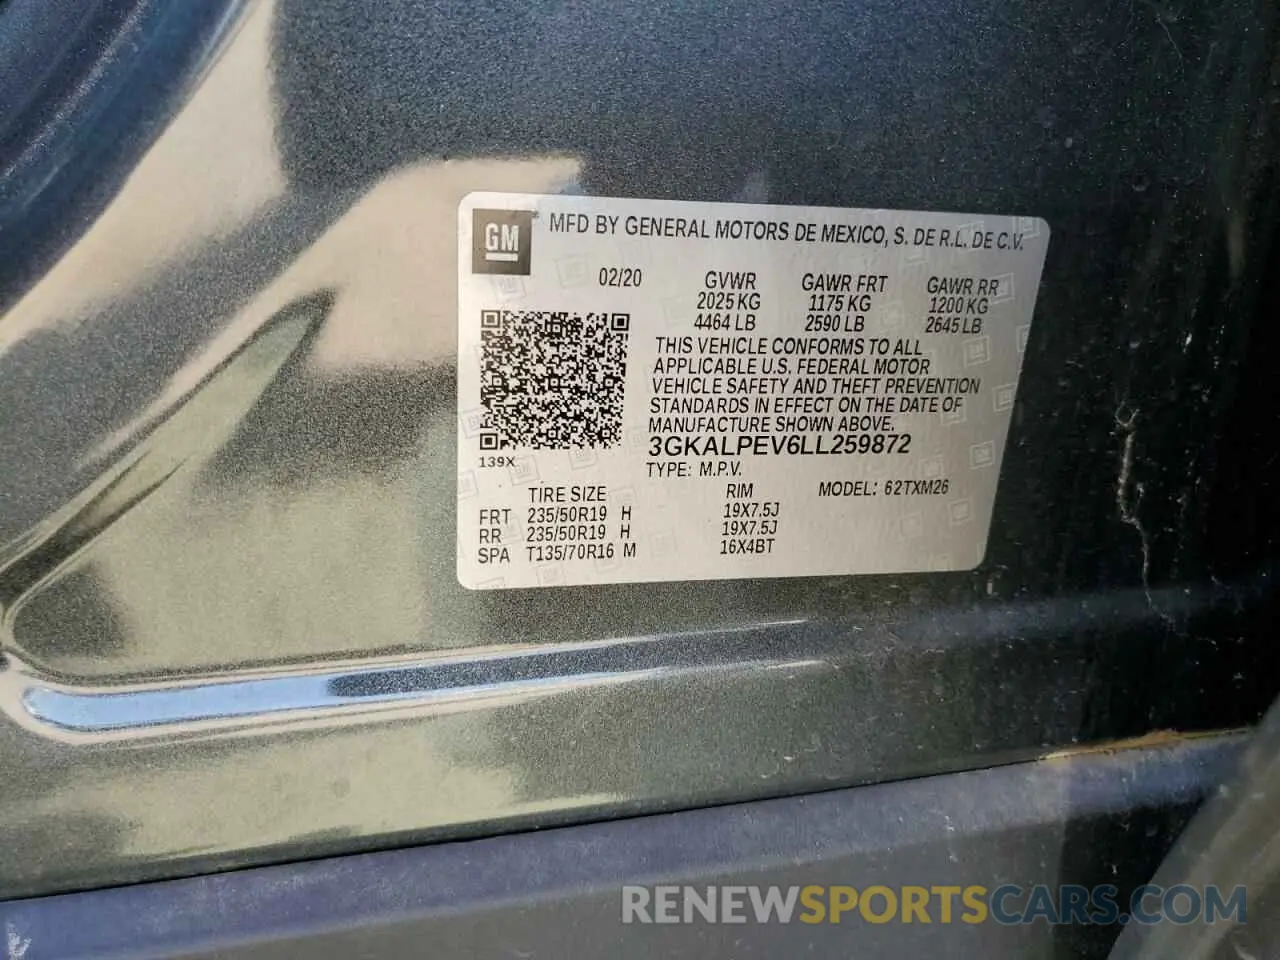 GM
MFD BY GENERAL MOTORS DE MEXICO, S. DE R.L. DE C.V.
02/20 GVWR GAWR FRT GAWR RR
2025 KG 1175 KG 1200 KG
4464 LB 2590 LB 2645 LB
THIS VEHICLE CONFORMS TO ALL
APPLICABLE U.S. FEDERAL MOTOR
VEHICLE SAFETY AND THEFT PREVENTION
STANDARDS IN EFFECT ON THE DATE OF
MANUFACTURE SHOWN ABOVE.
3GKALPEV6LL259872
139X
TYPE: M.P.V.
TIRE SIZE RIM MODEL: 62TXM26
FRT 235/50R19 H 19X7.5J
RR 235/50R19 H 19X7.5J
SPA T135/70R16 M 16X4BT
RENEWSPORTSCARS.COM